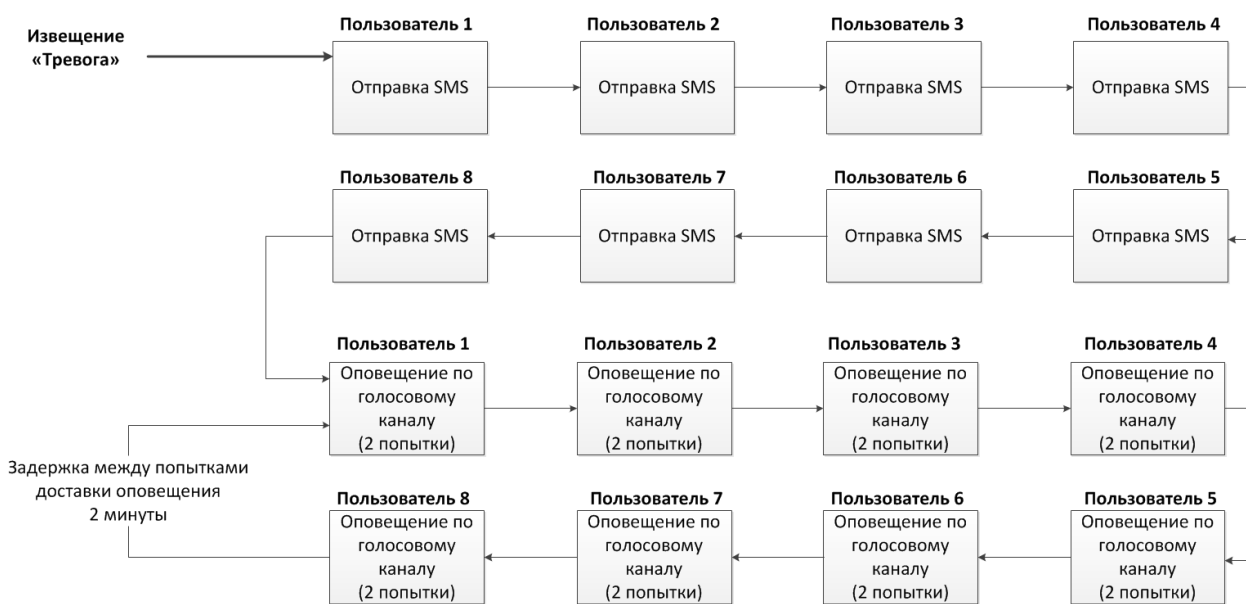 Извещение
«Тревога»
Пользователь 1
Отправка SMS
Пользователь 2
Отправка SMS
Пользователь 3
Отправка SMS
Пользователь 4
Отправка SMS
Пользователь 8
Отправка SMS
Пользователь 7
Отправка SMS
Пользователь 6
Отправка SMS
Пользователь 5
Отправка SMS
Пользователь 1
Оповещение по
голосовому
каналу
(2 попытки)
Пользователь 2
Оповещение по
голосовому
каналу
(2 попытки)
Пользователь 3
Оповещение по
голосовому
каналу
(2 попытки)
Пользователь 4
Оповещение по
голосовому
каналу
(2 попытки)
Задержка между попытками
доставки оповещения
2 минуты
Пользователь 8
Оповещение по
голосовому
каналу
(2 попытки)
Пользователь 7
Оповещение по
голосовому
каналу
(2 попытки)
Пользователь 6
Оповещение по
голосовому
каналу
(2 попытки)
Пользователь 5
Оповещение по
голосовому
каналу
(2 попытки)